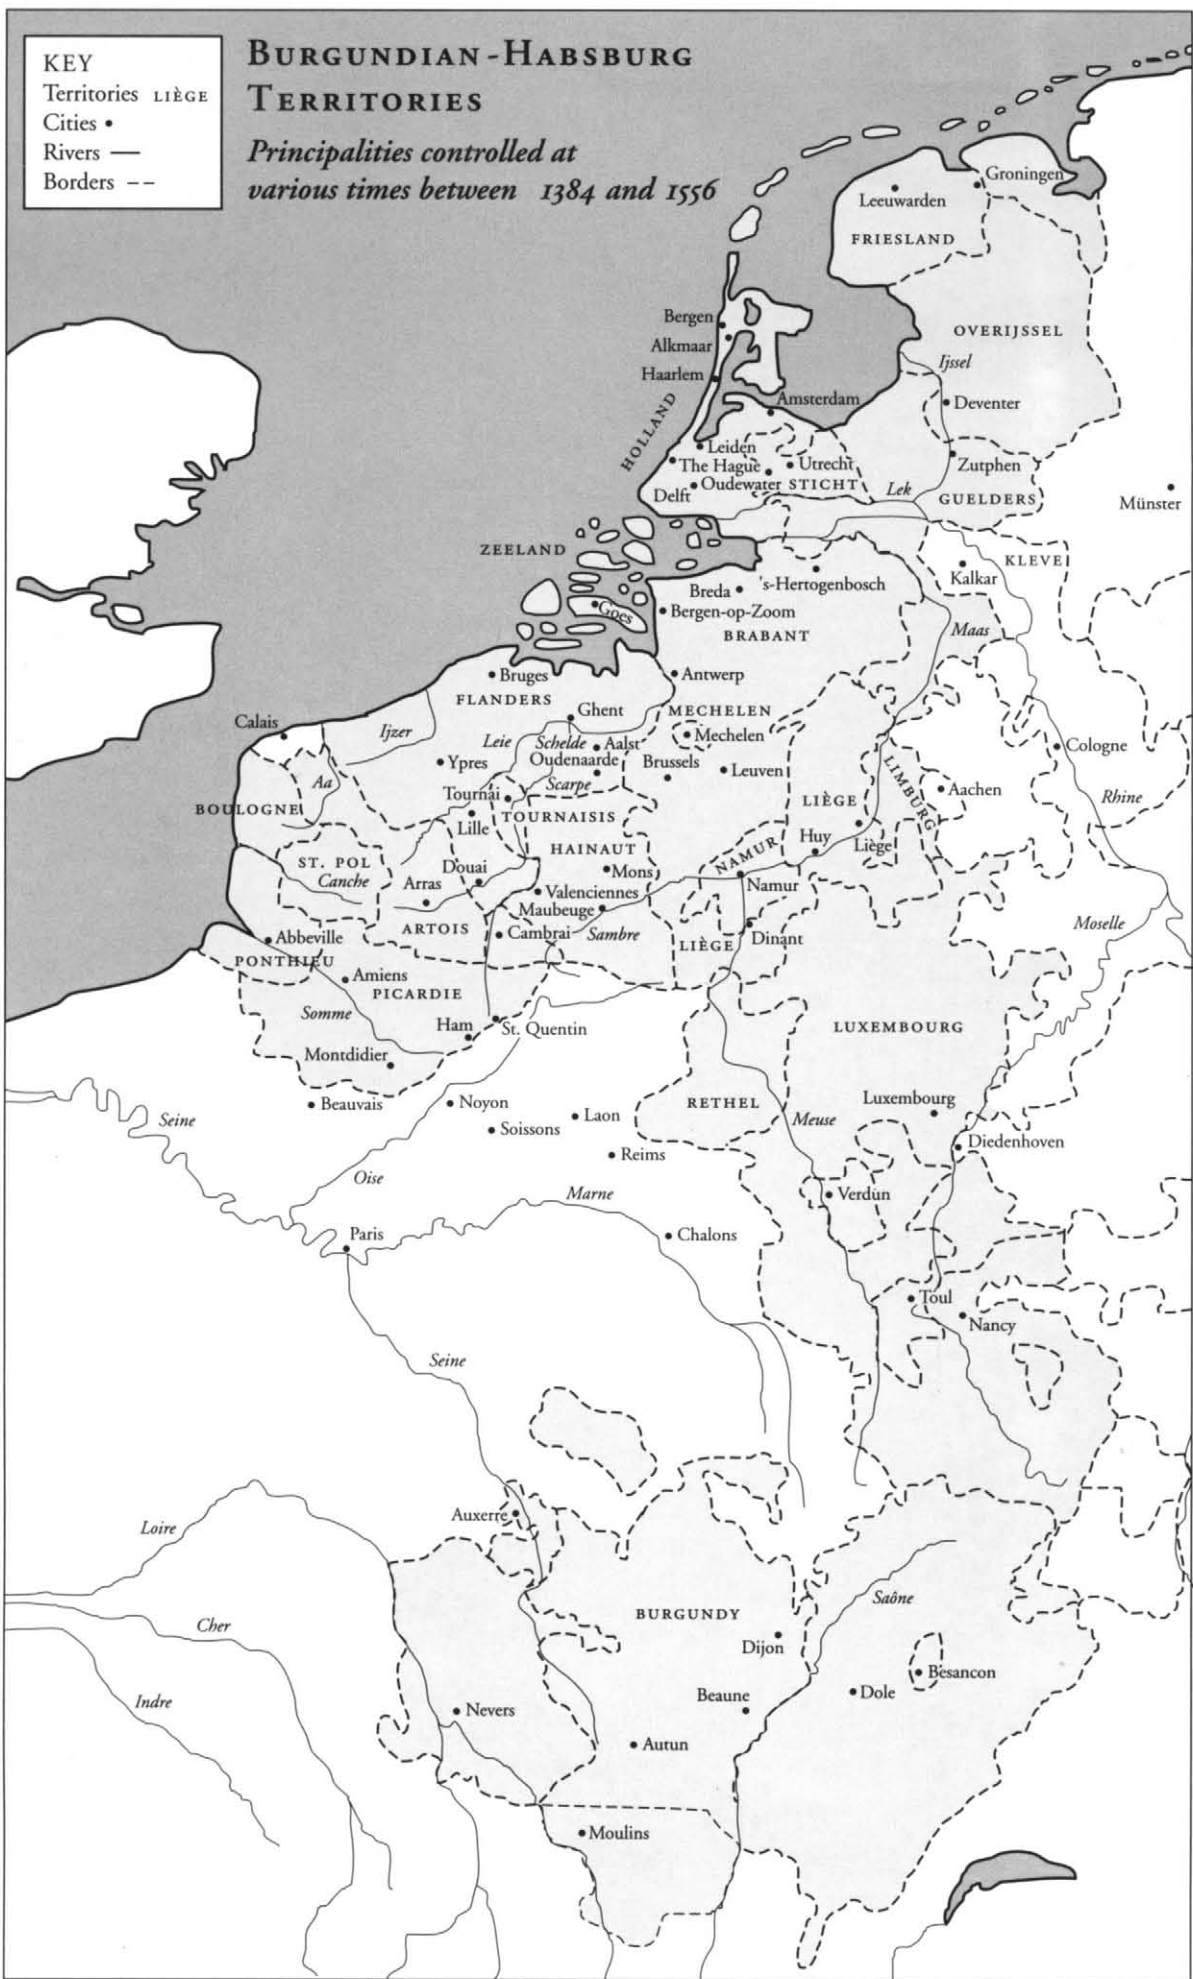 KEY
Territories LIÈGE
Cities •
Rivers —
Borders --
BURGUNDIAN-HABSBURG
TERRITORIES
Principalities controlled at
various times between 1384 and 1556
Groningen
Leeuwarden
FRIESLAND
Bergen
OVERIJSSEL
Alkmaar
Ijssel
Haarlem
Amsterdam
Deventer
HOLLAND
Leiden
The Hague
Utrecht
Zutphen
Oudewater
STICHT
Delft
Lek
GUELDERS
Münster
ZEELAND
KLEVE
Kalkar
's-Hertogenbosch
Breda
Goes
Bergen-op-Zoom
BRABANT
Maas
Bruges
Antwerp
FLANDERS
Ghent
MECHELEN
Calais
Ijzer
Leie
Schelde
Aalst
Mechelen
Cologne
Ypres
Oudenaarde
Brussels
Leuven
LIMBURG
Aa
Scarpe
Aachen
Tournai
Rhine
BOULOGNE
TOURNAISIS
LIÈGE
Lille
Huy
Liège
HAINAUT
NAMUR
ST. POL
Canche
Douai
Mons
Arras
Valenciennes
Namur
Maubeuge
ARTOIS
Cambrai
Sambre
Moselle
Abbeville
LIÈGE
Dinant
PONTHIEU
Amiens
PICARDIE
Somme
Ham
St. Quentin
LUXEMBOURG
Montdidier
Beauvais
Noyon
Laon
RETHEL
Luxembourg
Seine
Soissons
Meuse
Diedenhoven
Reims
Oise
Marne
Verdun
Paris
Chalons
Toul
Nancy
Seine
Auxerre
Loire
Saône
Cher
BURGUNDY
Dijon
Besancon
Indre
Beaune
Dole
Nevers
Autun
Moulins